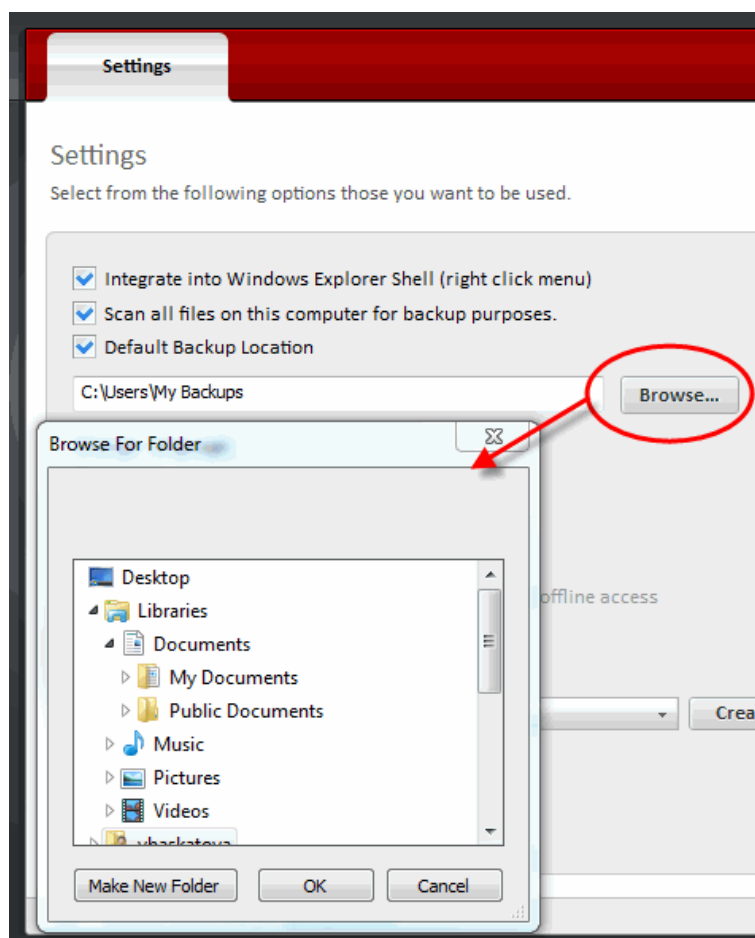 Settings
Settings
Select from the following options those you want to be used.
Integrate into Windows Explorer Shell (right click menu)
Scan all files on this computer for backup purposes.
Default Backup Location
C:\Users\My Backups
Browse...
Browse For Folder
Desktop
Libraries
Documents
My Documents
Public Documents
Music
Pictures
Videos
Make New Folder
OK
Cancel
offline access
Crea